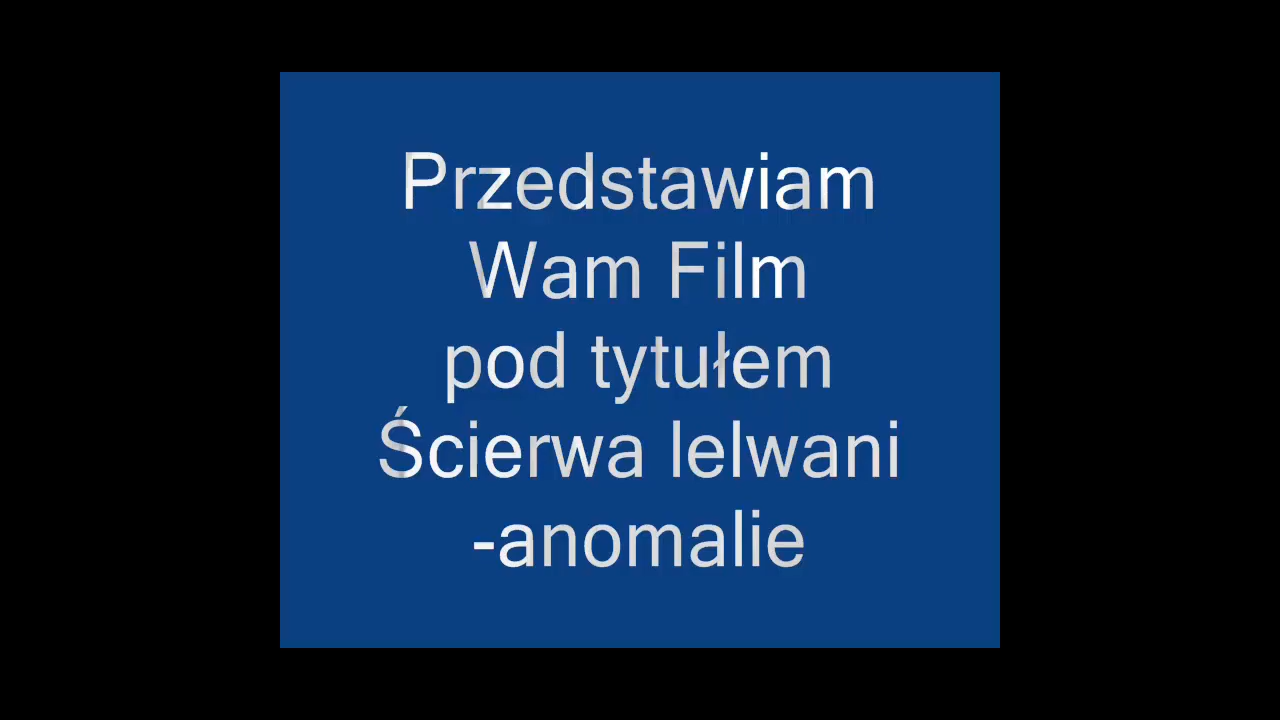 Przedstawiam
Wam Film
pod tytułem
Ścierwa lelwani
-anomalie